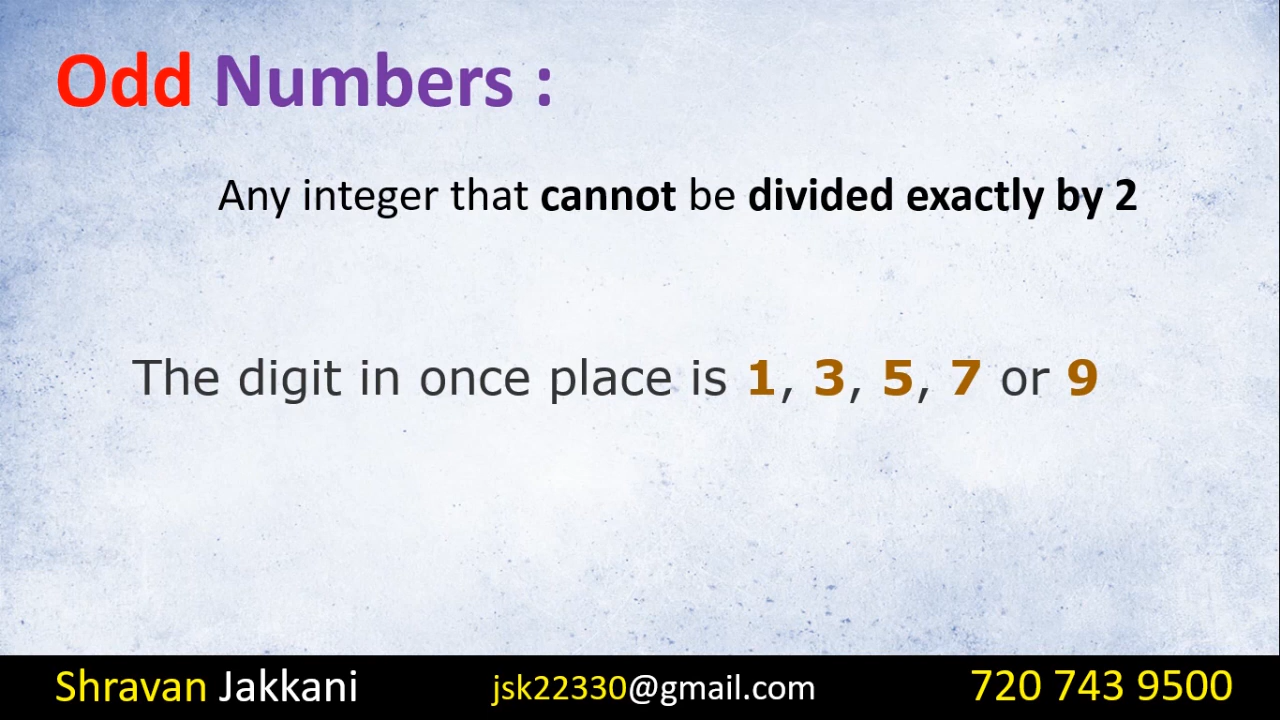 Odd Numbers :
Any integer that cannot be divided exactly by 2
The digit in once place is 1, 3, 5, 7 or 9
Shravan Jakkani jsk22330@gmail.com 720 743 9500